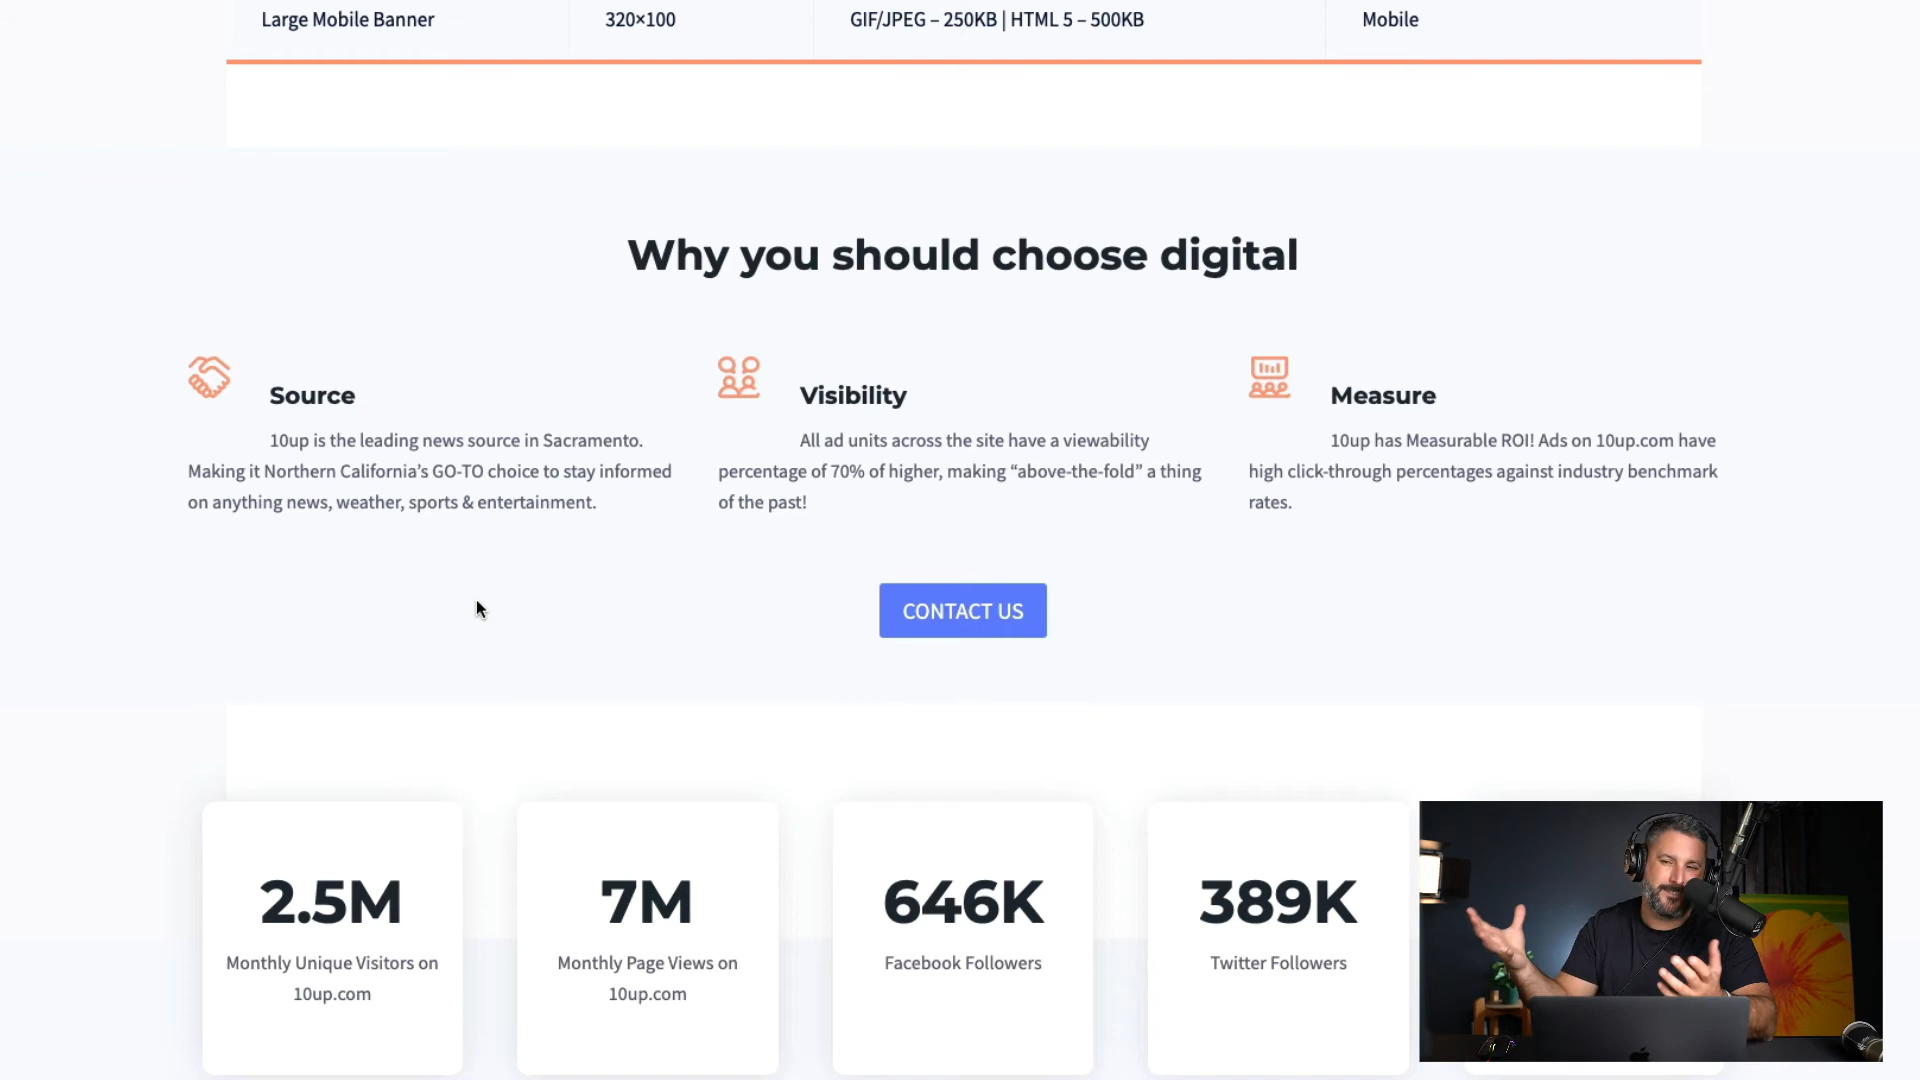 Large Mobile Banner 320×100 GIF/JPEG – 250KB | HTML 5 – 500KB Mobile
Why you should choose digital
Source
10up is the leading news source in Sacramento.
Making it Northern California’s GO-TO choice to stay informed
on anything news, weather, sports & entertainment.
Visibility
All ad units across the site have a viewability
percentage of 70% of higher, making “above-the-fold” a thing
of the past!
Measure
10up has Measurable ROI! Ads on 10up.com have
high click-through percentages against industry benchmark
rates.
CONTACT US
2.5M
Monthly Unique Visitors on
10up.com
7M
Monthly Page Views on
10up.com
646K
Facebook Followers
389K
Twitter Followers